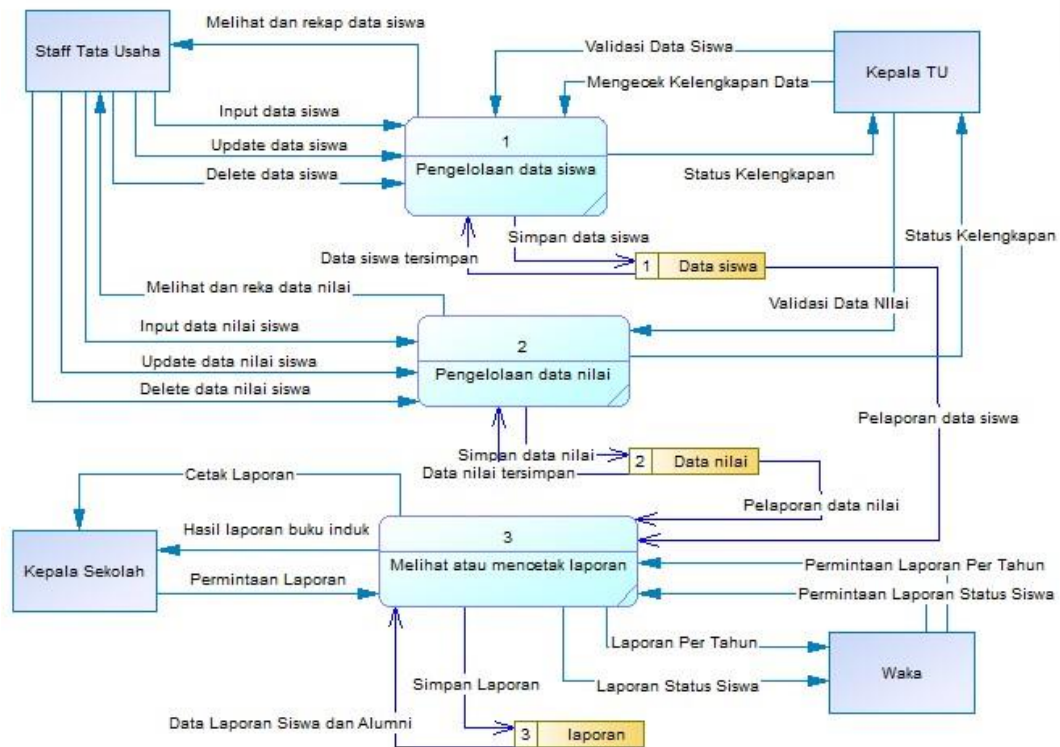 Melihat dan rekap data siswa
Staff Tata Usaha
Validasi Data Siswa
Kepala TU
Mengecek Kelengkapan Data
Input data siswa
Update data siswa
Delete data siswa
1
Pengelolaan data siswa
Status Kelengkapan
Simpan data siswa
Data siswa tersimpan
1 Data siswa
Status Kelengkapan
Melihat dan reka data nilai
Validasi Data NIlai
Input data nilai siswa
Update data nilai siswa
Delete data nilai siswa
2
Pengelolaan data nilai
Pelaporan data siswa
Simpan data nilai
Data nilai tersimpan
2 Data nilai
Cetak Laporan
Pelaporan data nilai
Hasil laporan buku induk
Kepala Sekolah
Permintaan Laporan
3
Melihat atau mencetak laporan
Permintaan Laporan Per Tahun
Permintaan Laporan Status Siswa
Laporan Per Tahun
Waka
Simpan Laporan
Laporan Status Siswa
Data Laporan Siswa dan Alumni
3 laporan